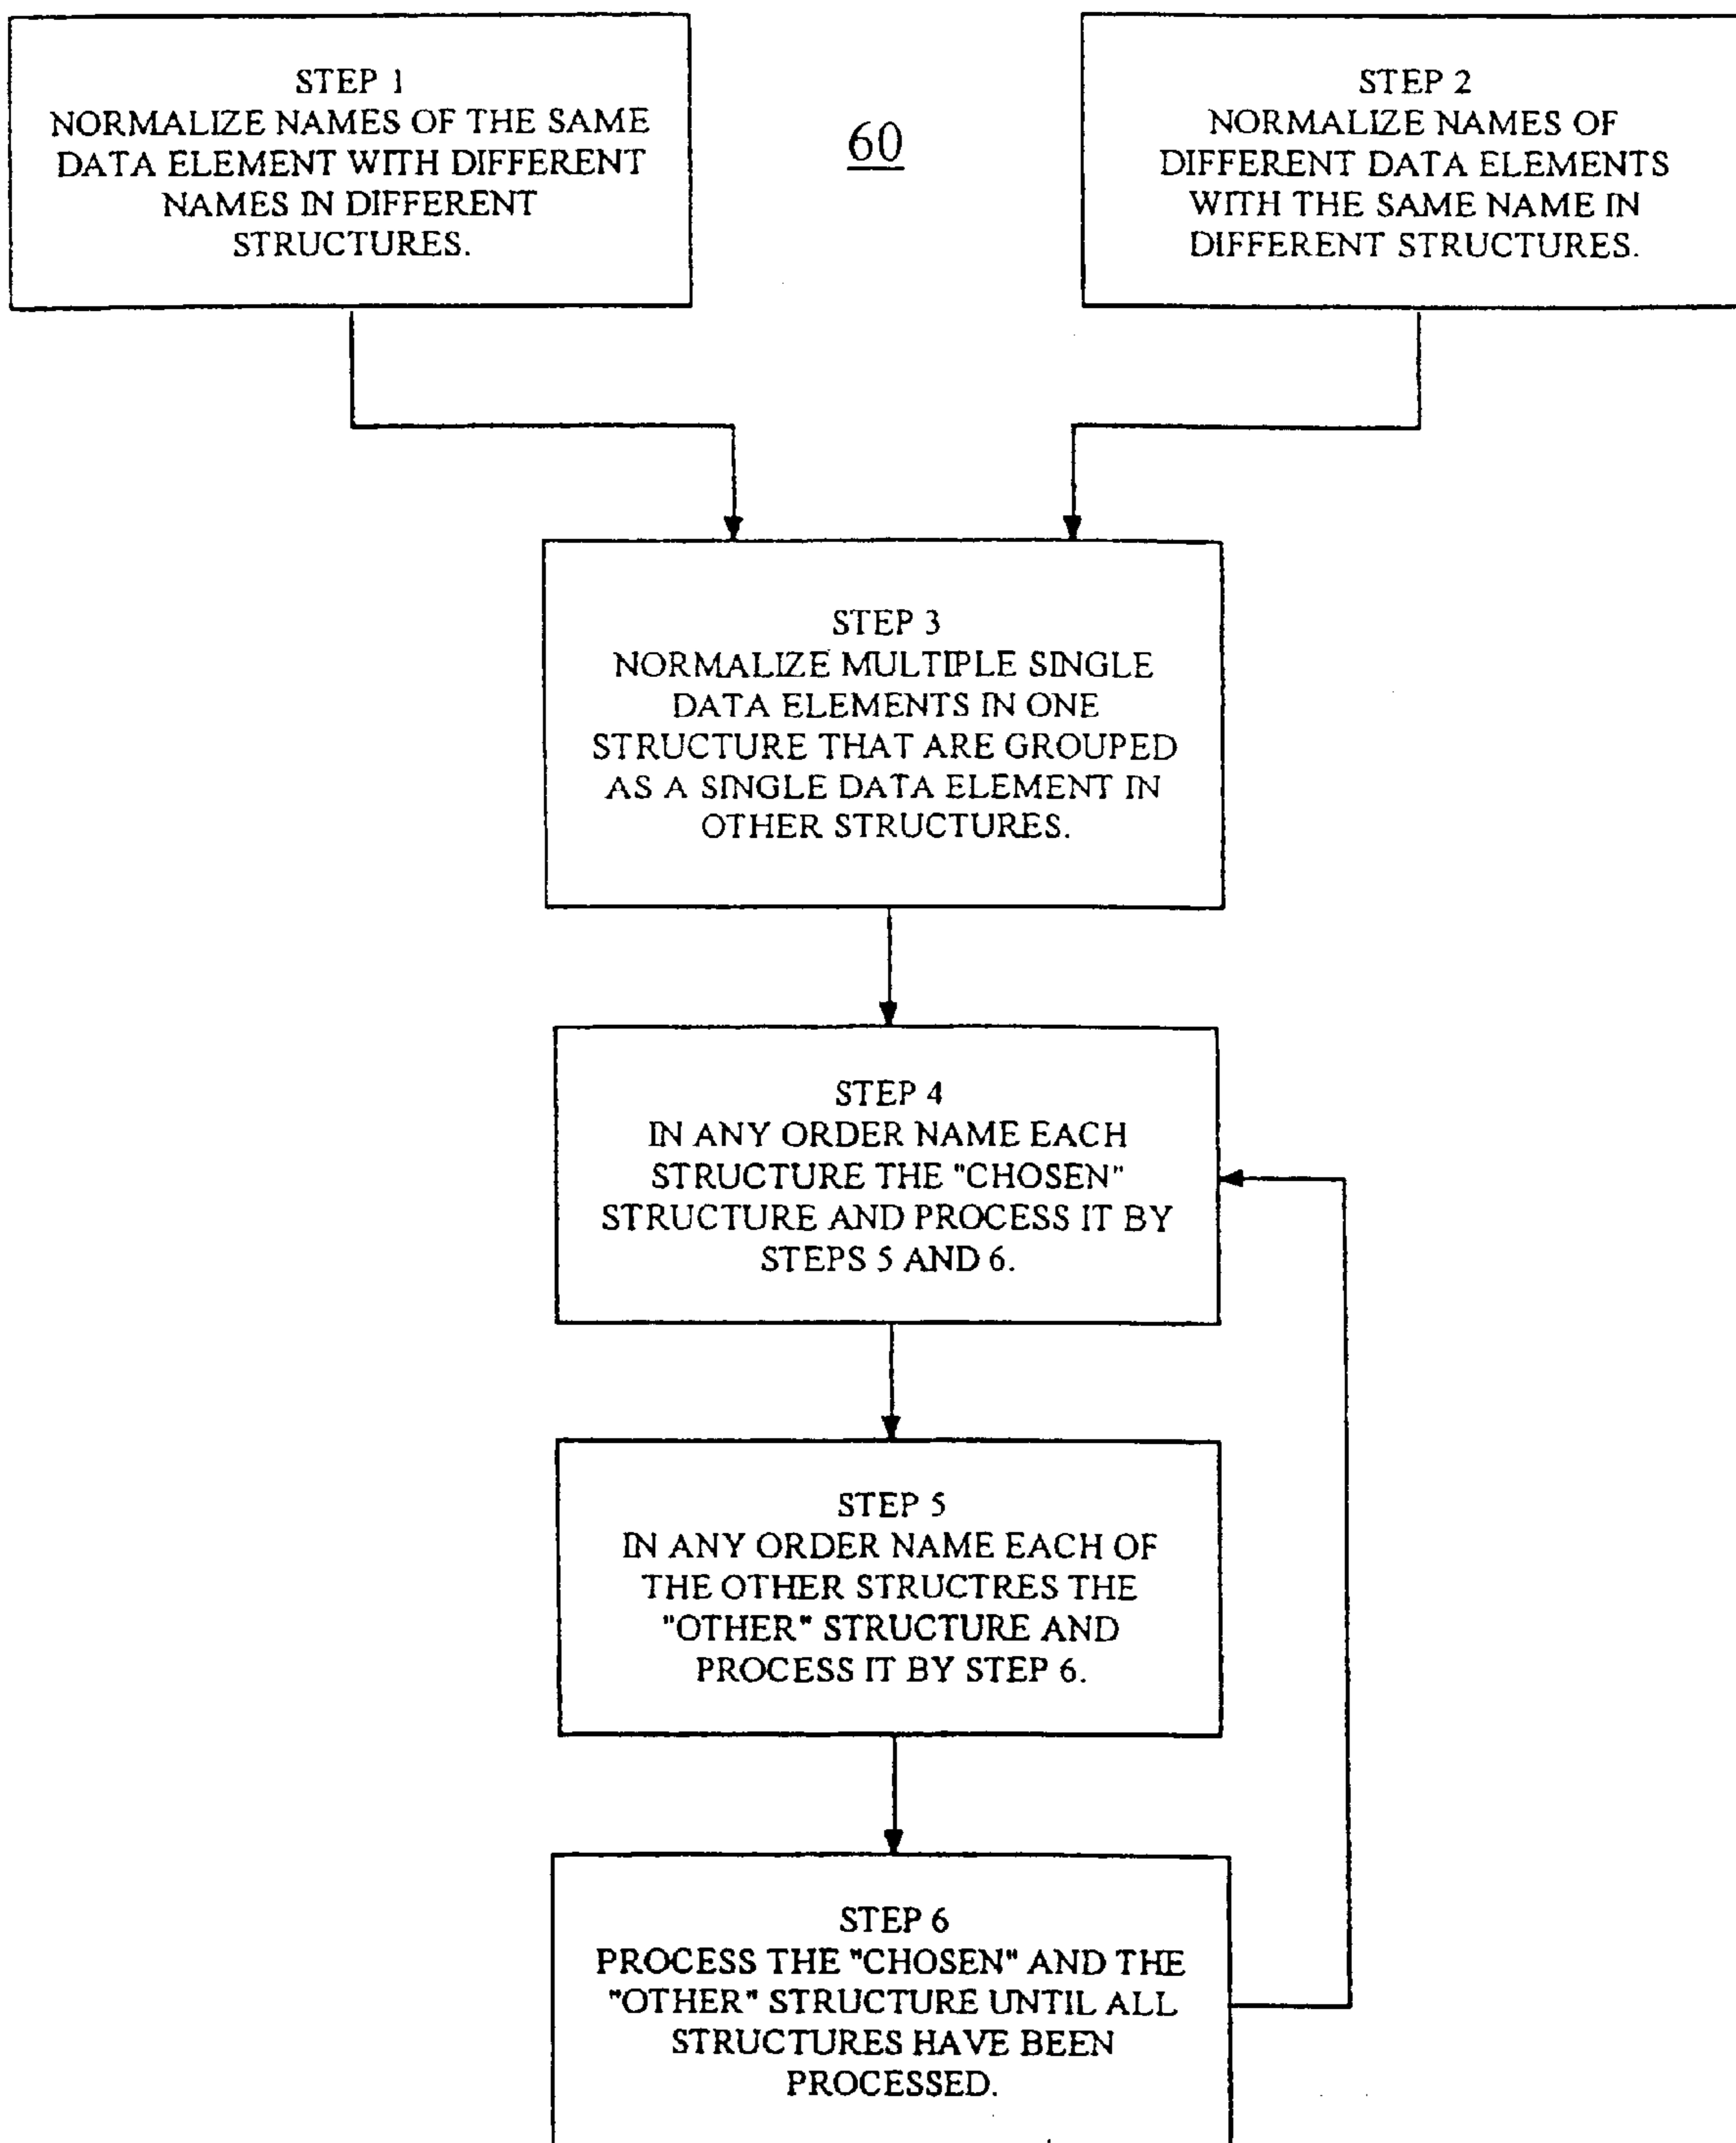 STEP 1
NORMALIZE NAMES OF THE SAME
DATA ELEMENT WITH DIFFERENT
NAMES IN DIFFERENT
STRUCTURES.
60
STEP 2
NORMALIZE NAMES OF
DIFFERENT DATA ELEMENTS
WITH THE SAME NAME IN
DIFFERENT STRUCTURES.
STEP 3
NORMALIZE MULTIPLE SINGLE
DATA ELEMENTS IN ONE
STRUCTURE THAT ARE GROUPED
AS A SINGLE DATA ELEMENT IN
OTHER STRUCTURES.
STEP 4
IN ANY ORDER NAME EACH
STRUCTURE THE "CHOSEN"
STRUCTURE AND PROCESS IT BY
STEPS 5 AND 6.
STEP 5
IN ANY ORDER NAME EACH OF
THE OTHER STRUCTRES THE
"OTHER" STRUCTURE AND
PROCESS IT BY STEP 6.
STEP 6
PROCESS THE "CHOSEN" AND THE
"OTHER" STRUCTURE UNTIL ALL
STRUCTURES HAVE BEEN
PROCESSED.